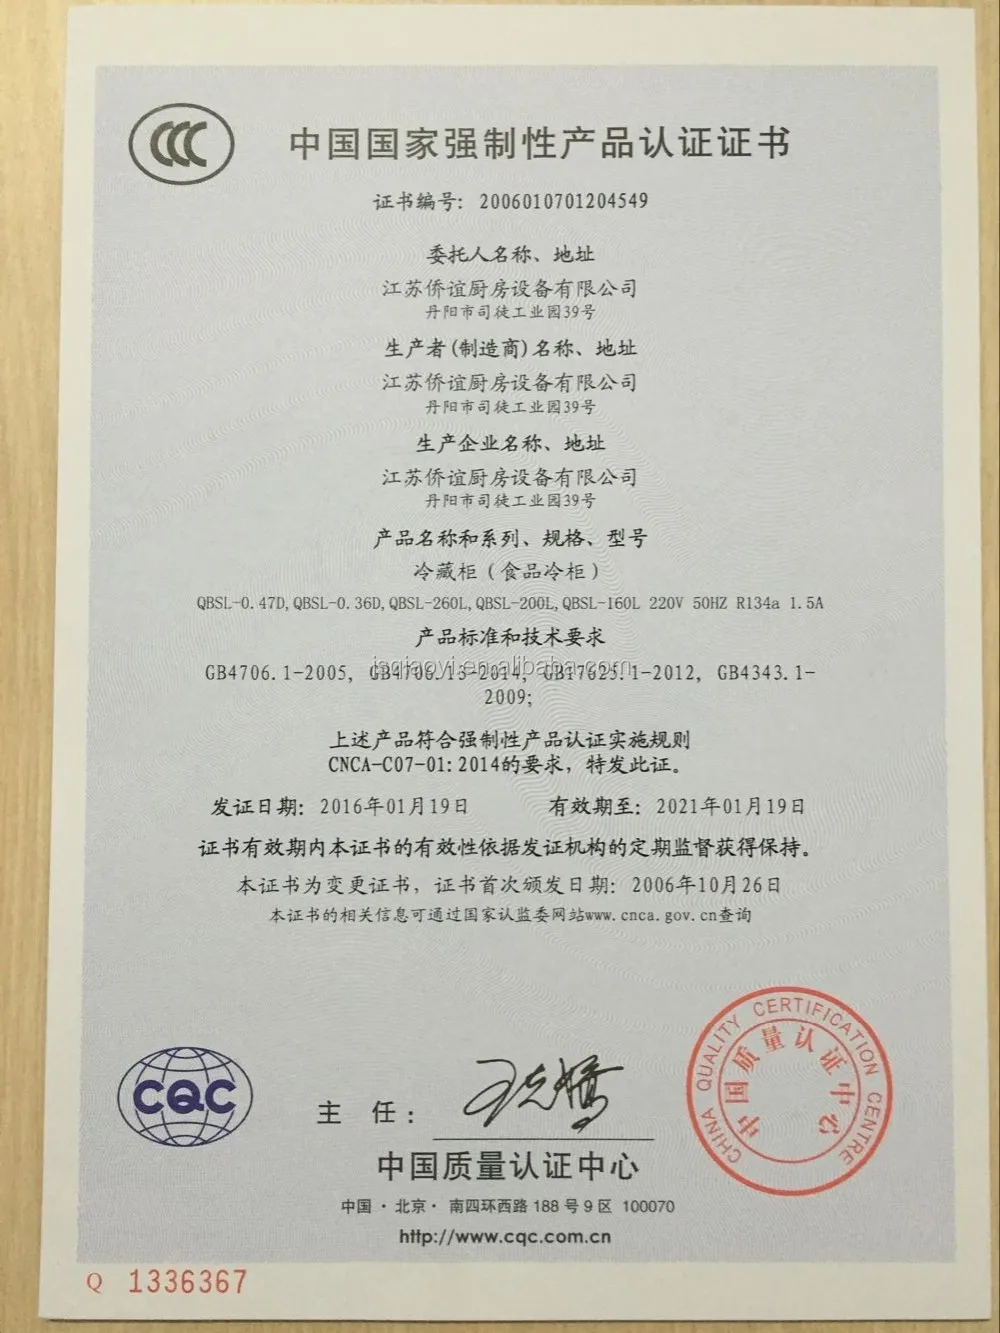 中国国家强制性产品认证证书
证书编号: 2006010701204549
委托人名称、地址
江苏侨谊厨房设备有限公司
丹阳市司徒工业园39号
生产者(制造商)名称、地址
江苏侨谊厨房设备有限公司
丹阳市司徒工业园39号
生产企业名称、地址
江苏侨谊厨房设备有限公司
丹阳市司徒工业园39号
产品名称和系列、规格、型号
冷藏柜（食品冷柜）
QBSL-0.47D,QBSL-0.36D,QBSL-260L,QBSL-200L,QBSL-160L 220V 50HZ R134a 1.5A
产品标准和技术要求
jsqiaoyi.en.alibaba.com
GB4706.1-2005, GB4706.13-2014, GB17625.1-2012, GB4343.1-
2009;
上述产品符合强制性产品认证实施规则
CNCA-C07-01:2014的要求，特发此证。
发证日期: 2016年01月19日 有效期至: 2021年01月19日
证书有效期内本证书的有效性依据发证机构的定期监督获得保持。
本证书为变更证书，证书首次颁发日期: 2006年10月26日
本证书的相关信息可通过国家认监委网站www.cnca.gov.cn查询
CQC
主 任:
CHINA QUALITY CERTIFICATION CENTRE
中国质量认证中心
中国质量认证中心
中国·北京· 南四环西路 188 号 9 区 100070
http://www.cqc.com.cn
Q 1336367